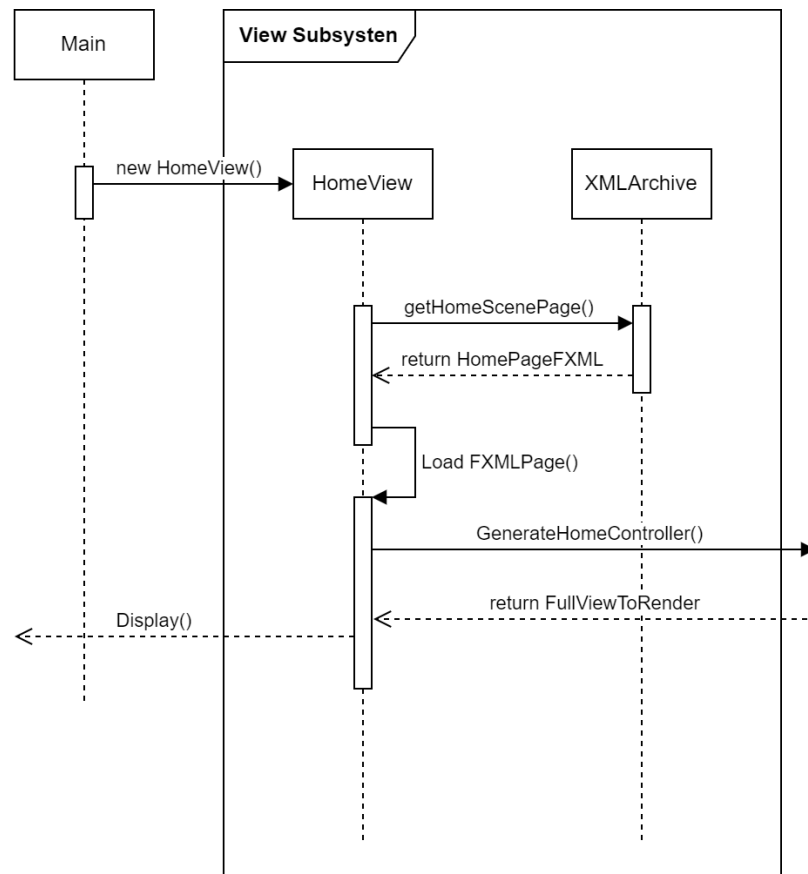 Main
View Subsysten
new HomeView()
HomeView
XMLArchive
getHomeScenePage()
return HomePageFXML
Load FXMLPage()
GenerateHomeController()
return FullViewToRender
Display()